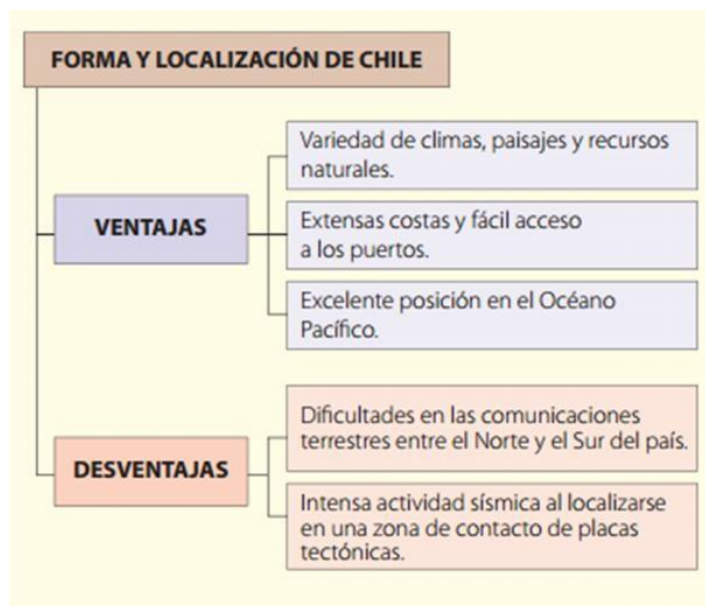 FORMA Y LOCALIZACIÓN DE CHILE
VENTAJAS
Variedad de climas, paisajes y recursos
naturales.
Extensas costas y fácil acceso
a los puertos.
Excelente posición en el Océano
Pacífico.
DESVENTAJAS
Dificultades en las comunicaciones
terrestres entre el Norte y el Sur del país.
Intensa actividad sísmica al localizarse
en una zona de contacto de placas
tectónicas.